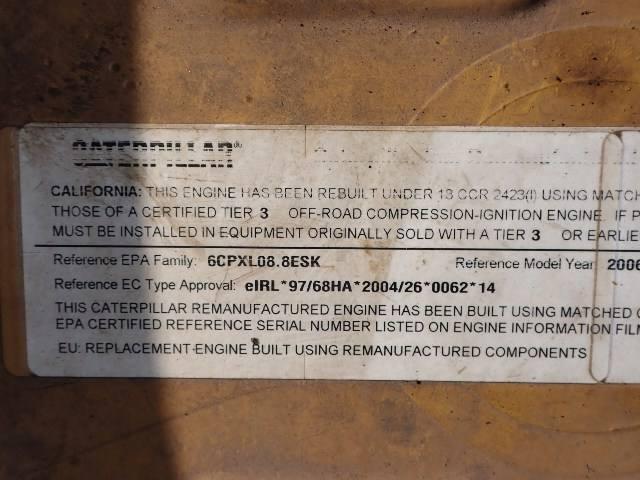 CATERPILLAR®
CALIFORNIA: THIS ENGINE HAS BEEN REBUILT UNDER 13 CCR 2423(l) USING MATCH
THOSE OF A CERTIFIED TIER 3 OFF-ROAD COMPRESSION-IGNITION ENGINE. IF P
MUST BE INSTALLED IN EQUIPMENT ORIGINALLY SOLD WITH A TIER 3 OR EARLIE
Reference EPA Family: 6CPXL08.8ESK Reference Model Year 2006
Reference EC Type Approval: eIRL*97/68HA*2004/26*0062*14
THIS CATERPILLAR REMANUFACTURED ENGINE HAS BEEN BUILT USING MATCHED
EPA CERTIFIED REFERENCE SERIAL NUMBER LISTED ON ENGINE INFORMATION FILM
EU: REPLACEMENT ENGINE BUILT USING REMANUFACTURED COMPONENTS